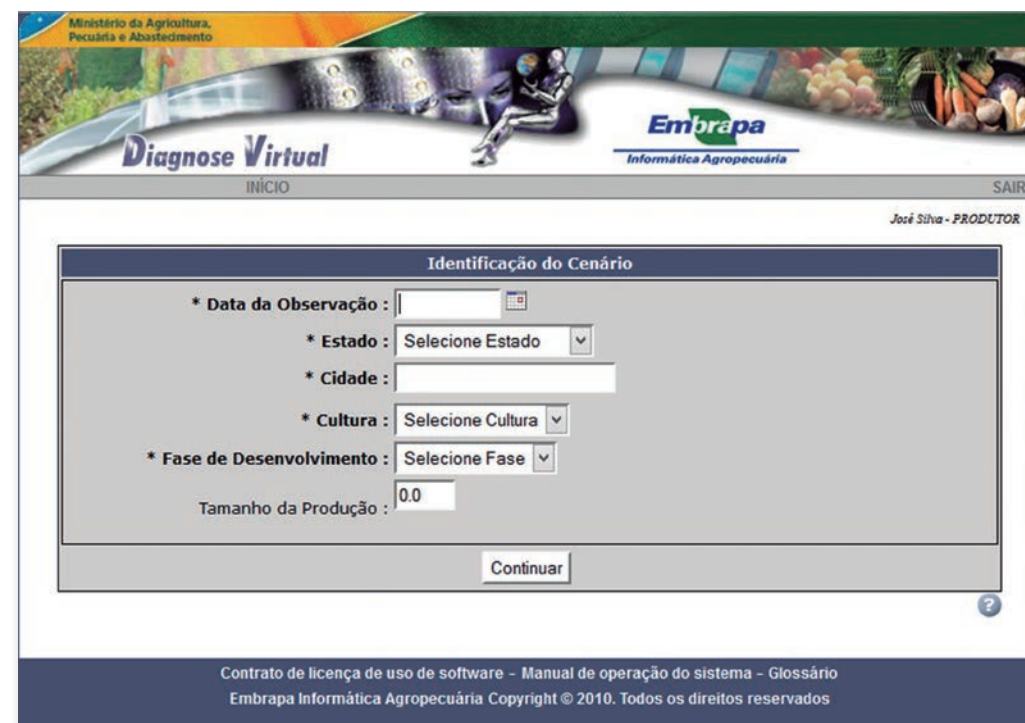 Ministério da Agricultura,
Pecuária e Abastecimento
Diagnose Virtual
Embrapa
Informática Agropecuária
INÍCIO
SAIR
José Silva - PRODUTOR
Identificação do Cenário
* Data da Observação :
* Estado : Selecione Estado
* Cidade :
* Cultura : Selecione Cultura
* Fase de Desenvolvimento : Selecione Fase
Tamanho da Produção : 0.0
Continuar
?
Contrato de licença de uso de software - Manual de operação do sistema - Glossário
Embrapa Informática Agropecuária Copyright © 2010. Todos os direitos reservados